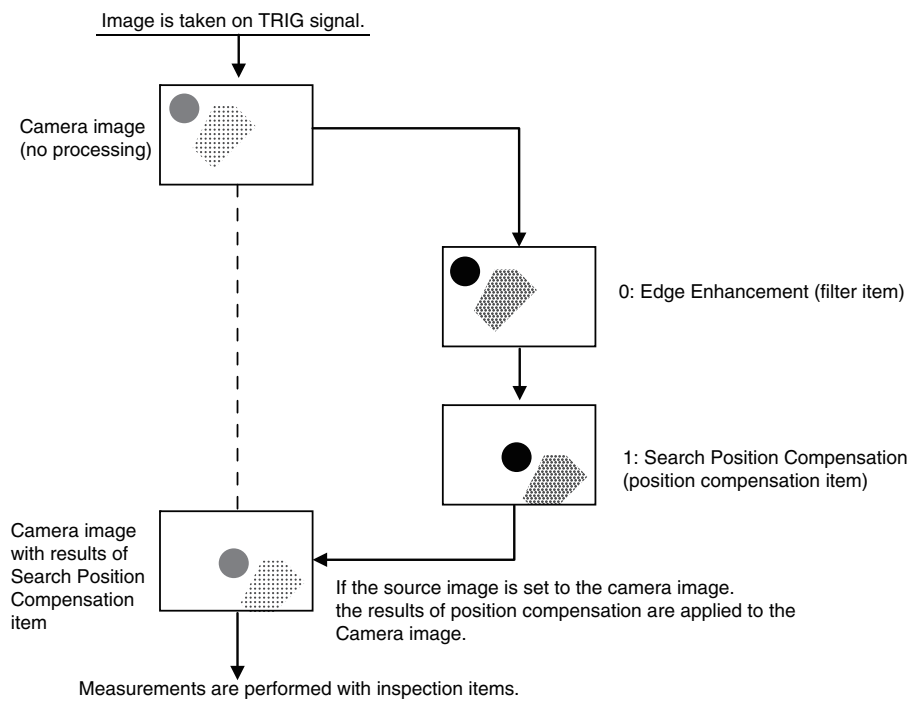 Image is taken on TRIG signal.
Camera image
(no processing)
0: Edge Enhancement (filter item)
1: Search Position Compensation
(position compensation item)
Camera image
with results of
Search Position
Compensation
item
If the source image is set to the camera image.
the results of position compensation are applied to the
Camera image.
Measurements are performed with inspection items.